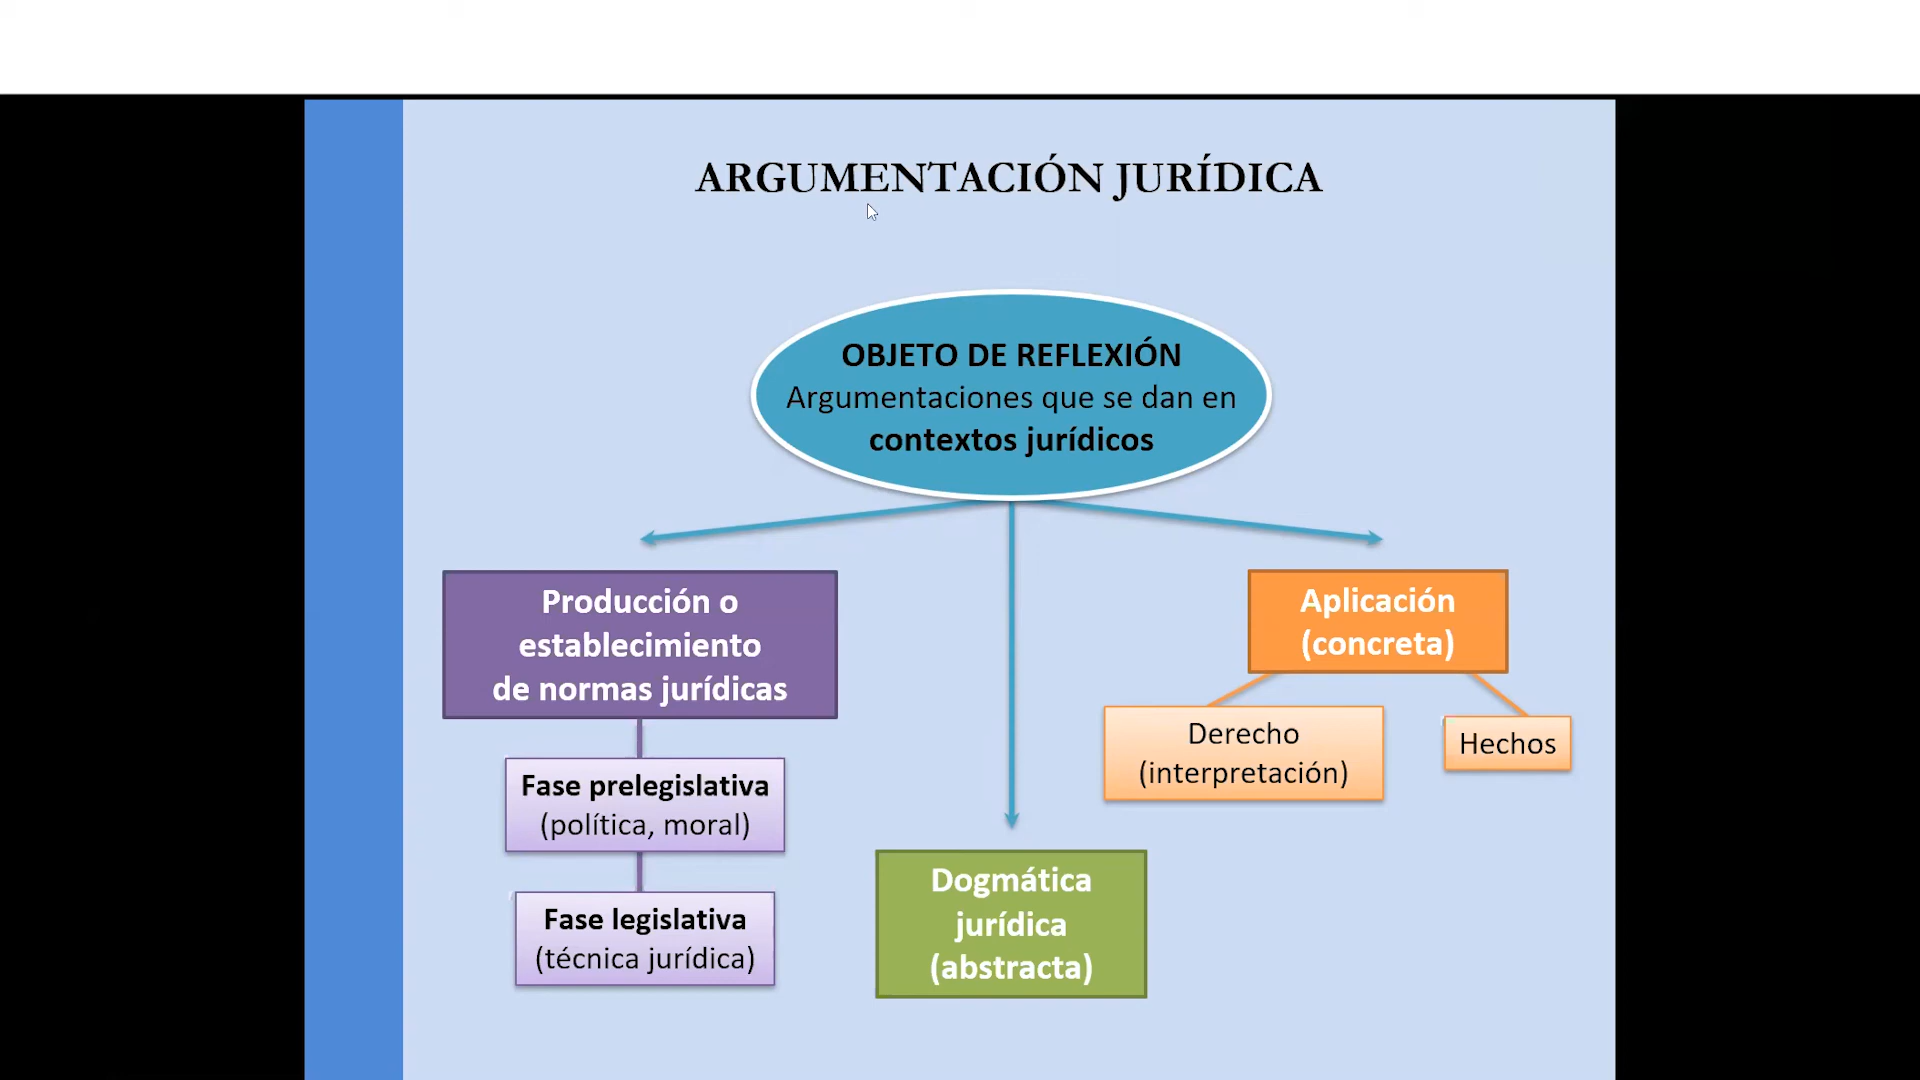 ARGUMENTACIÓN JURÍDICA
OBJETO DE REFLEXIÓN
Argumentaciones que se dan en
contextos jurídicos
Producción o
establecimiento
de normas jurídicas
Fase prelegislativa
(política, moral)
Fase legislativa
(técnica jurídica)
Dogmática
jurídica
(abstracta)
Aplicación
(concreta)
Derecho
(interpretación)
Hechos